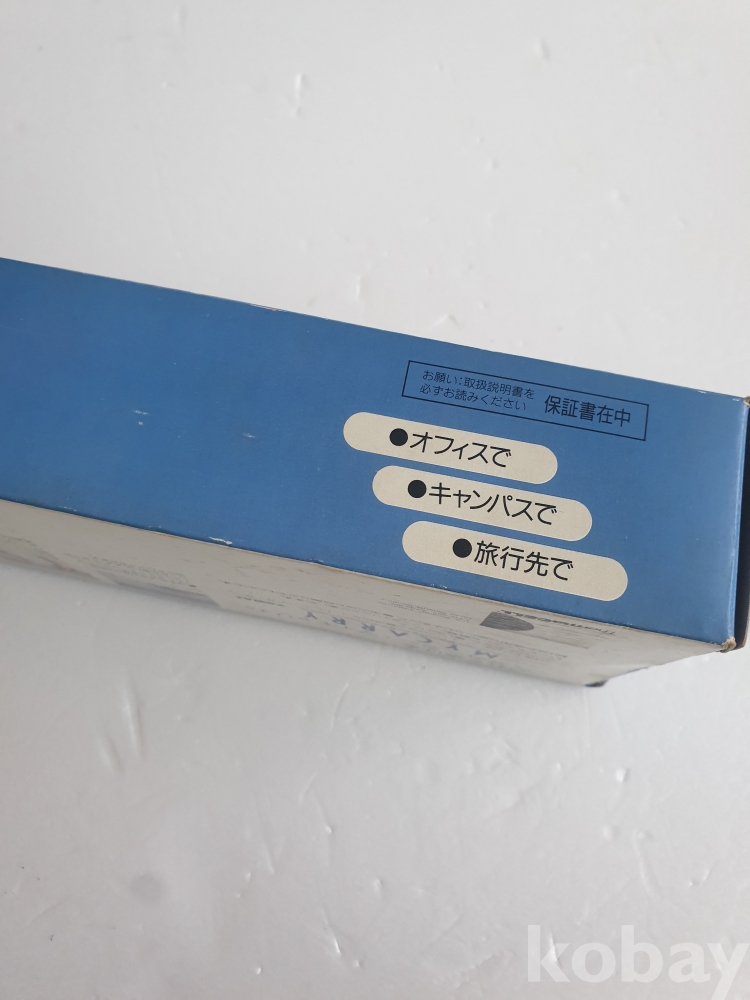 お願い:取扱説明書を
必ずお読みください
保証書在中
●オフィスで
●キャンパスで
●旅行先で
MYCARRY
kobay